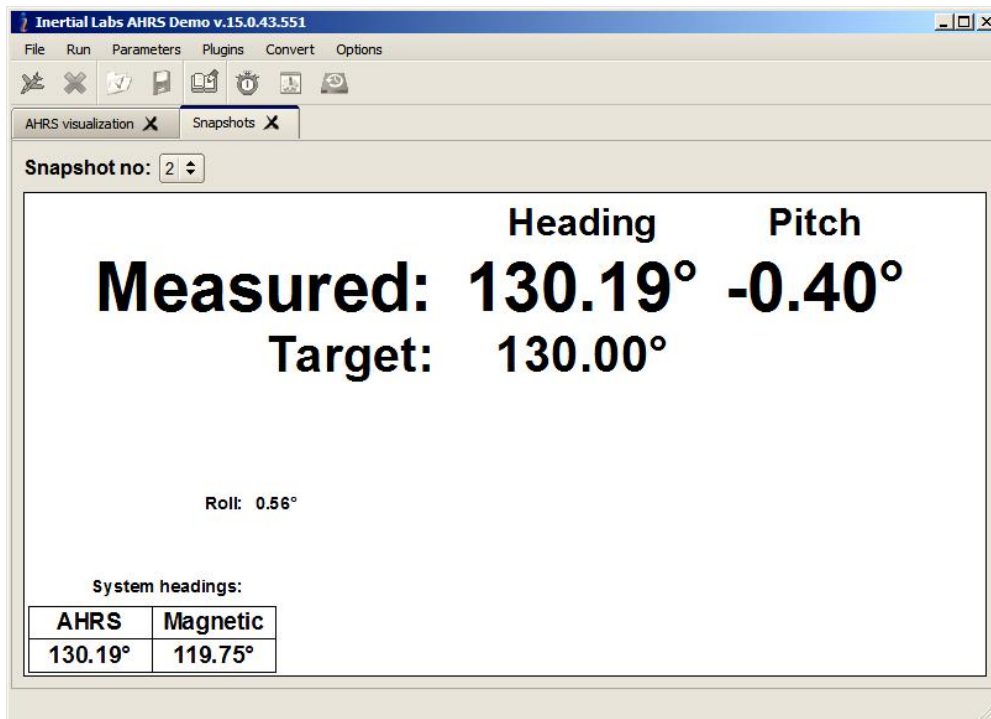 Inertial Labs AHRS Demo v.15.0.43.551
File Run Parameters Plugins Convert Options
AHRS visualization Snapshots
Snapshot no: 2
Heading Pitch
Measured: 130.19° -0.40°
Target: 130.00°
Roll: 0.56°
System headings:
AHRS Magnetic
130.19° 119.75°